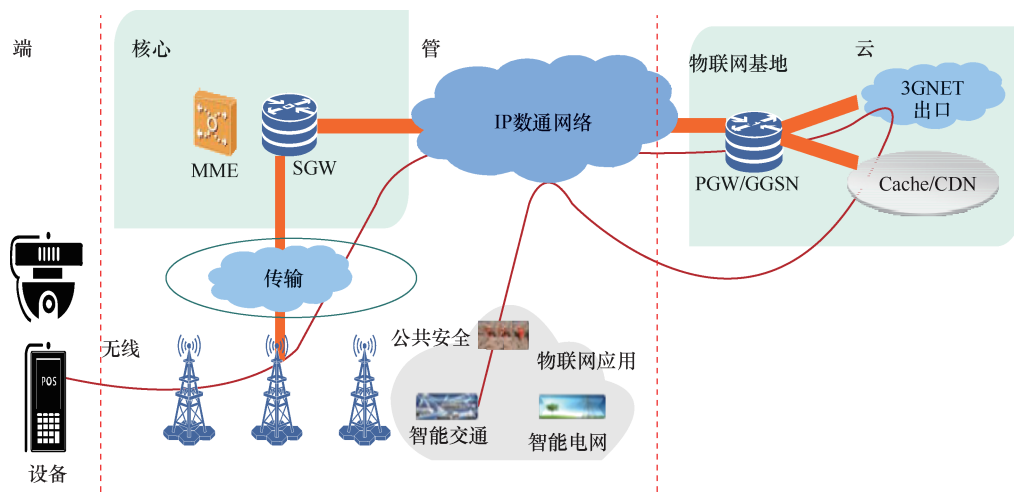 端
核心
管
云
物联网基地
3GNET
出口
IP数通网络
MME
SGW
PGW/GGSN
Cache/CDN
传输
无线
公共安全
物联网应用
POS
智能交通
智能电网
设备